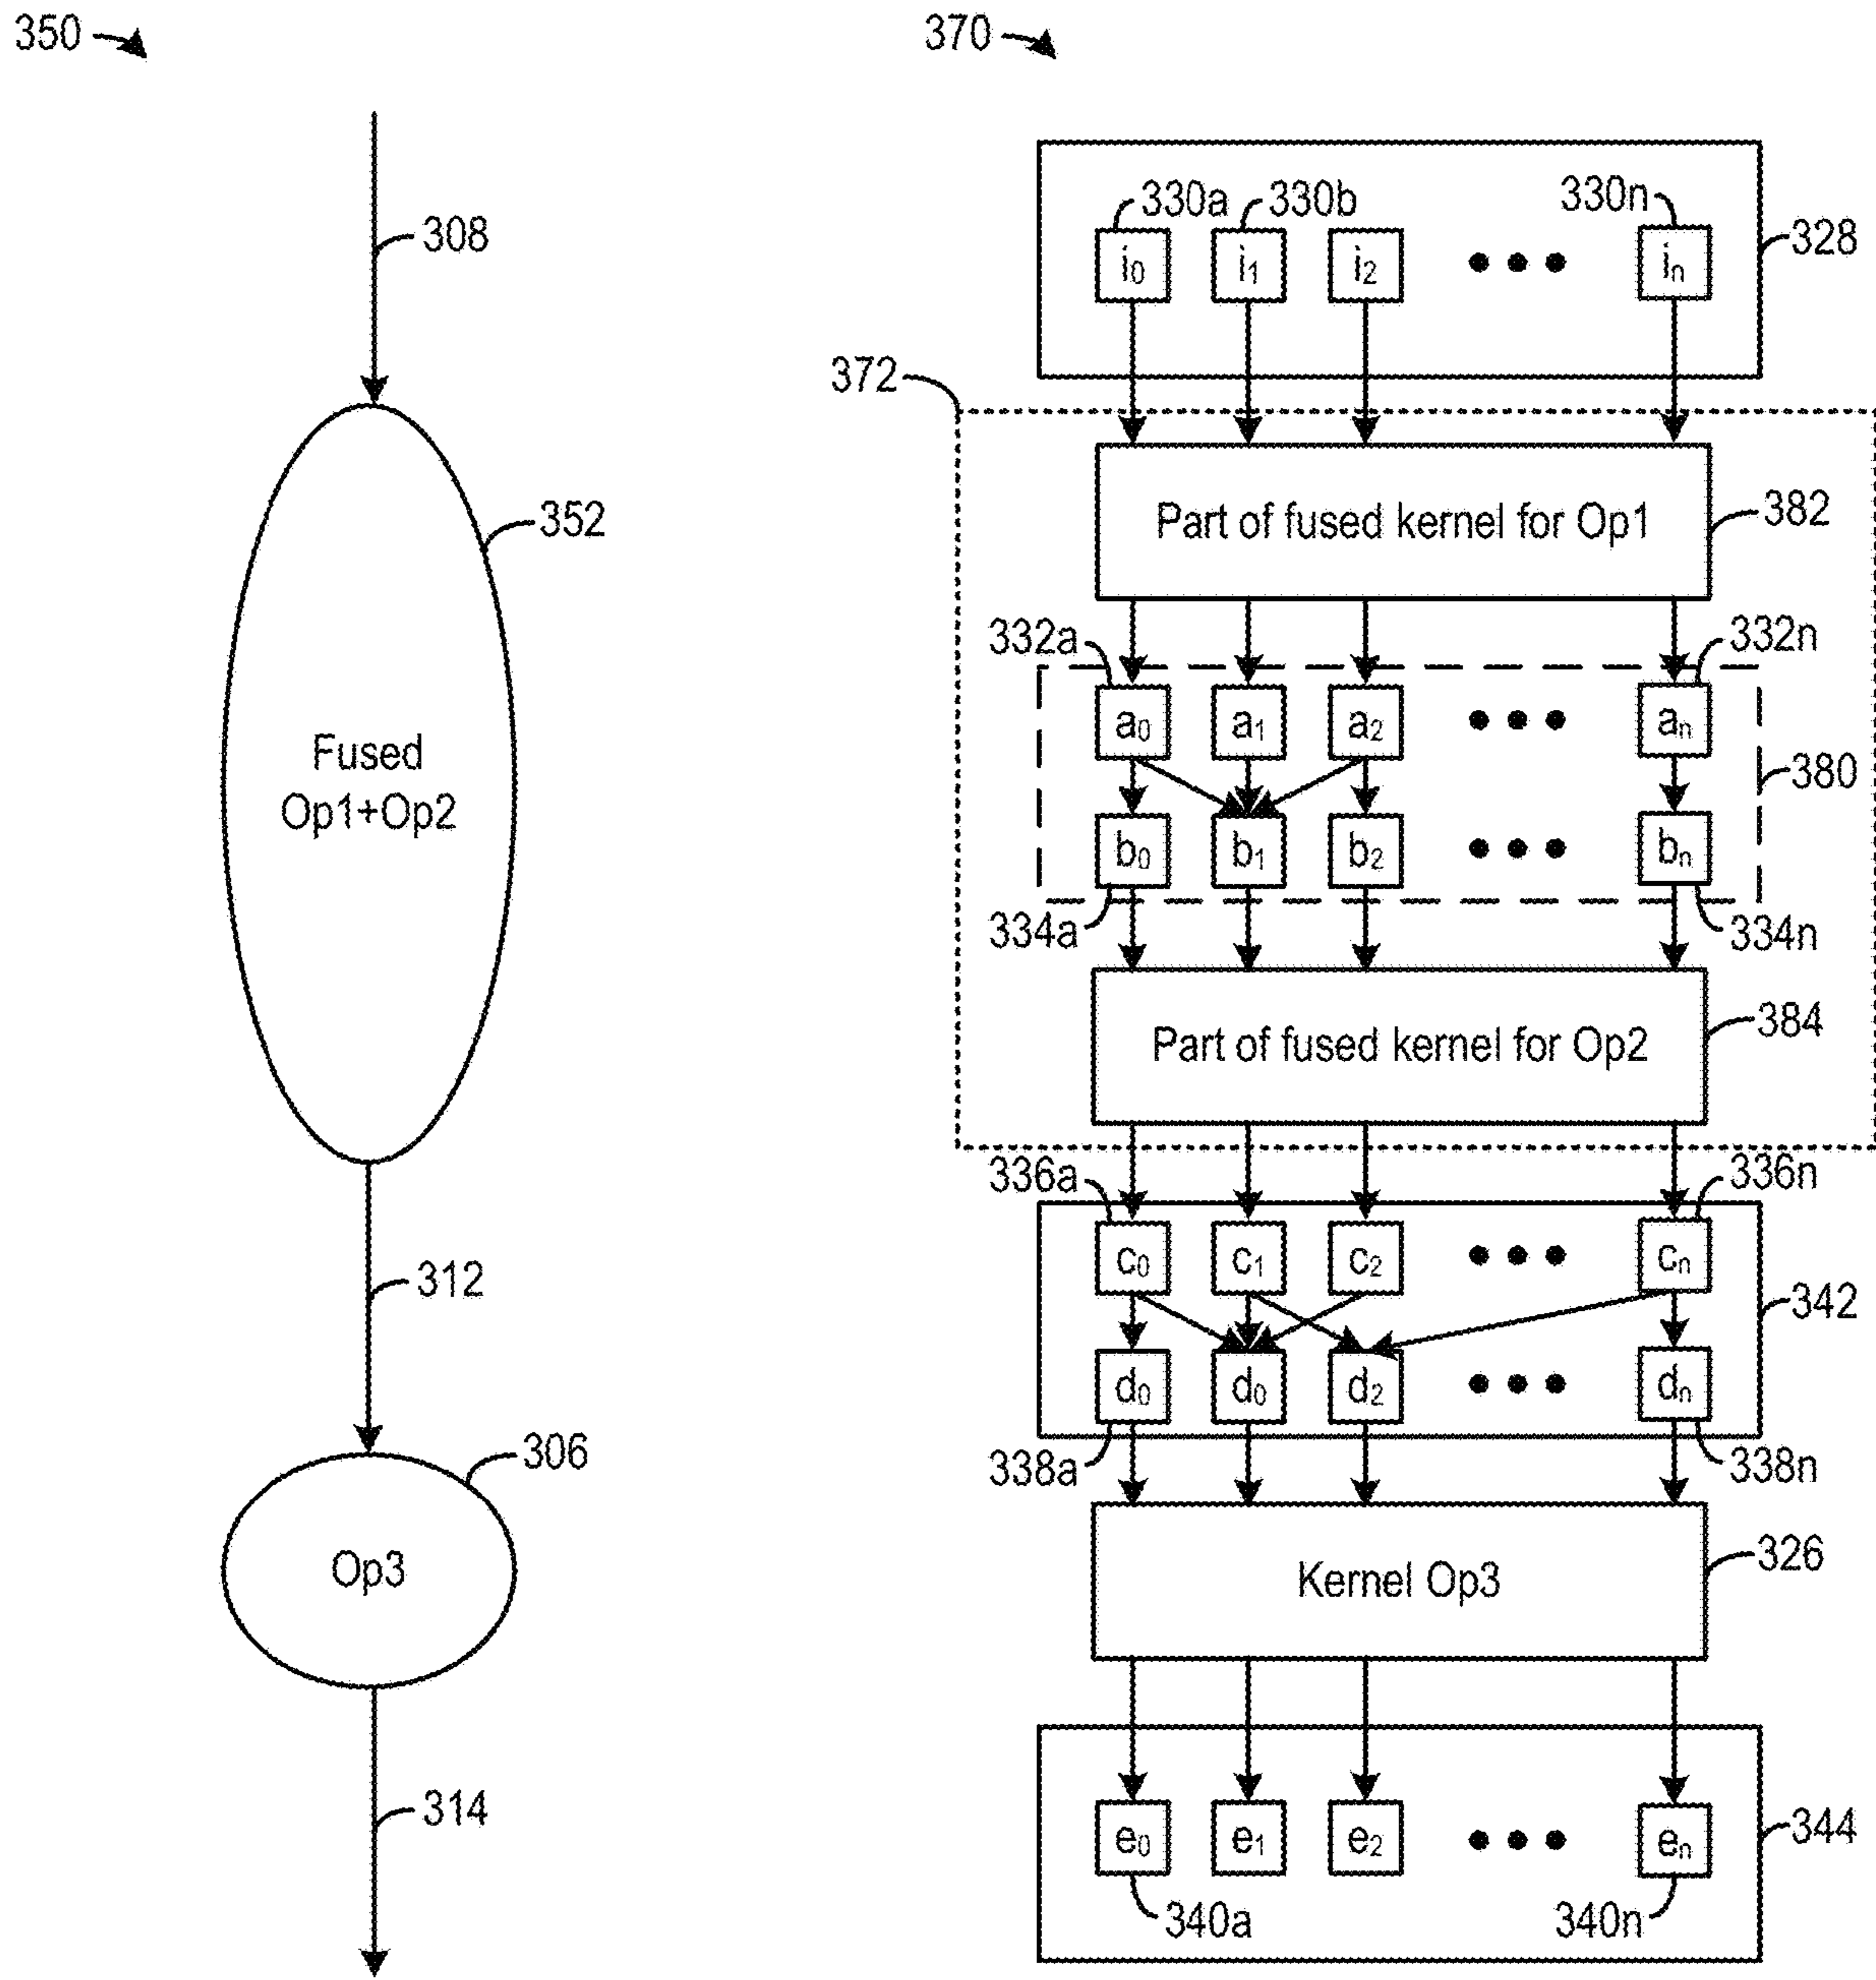 350
370
330a 330b 330n
308
328
i0 i1 i2 ••• in
372
352
Part of fused kernel for Op1
382
332a
332n
Fused
Op1+Op2
a0 a1 a2 ••• an
380
b0 b1 b2 ••• bn
334a
334n
Part of fused kernel for Op2
384
336a
336n
312
c0 c1 c2 ••• cn
342
d0 d0 d2 ••• dn
306
338a
338n
Op3
Kernel Op3
326
314
e0 e1 e2 ••• en
344
340a
340n